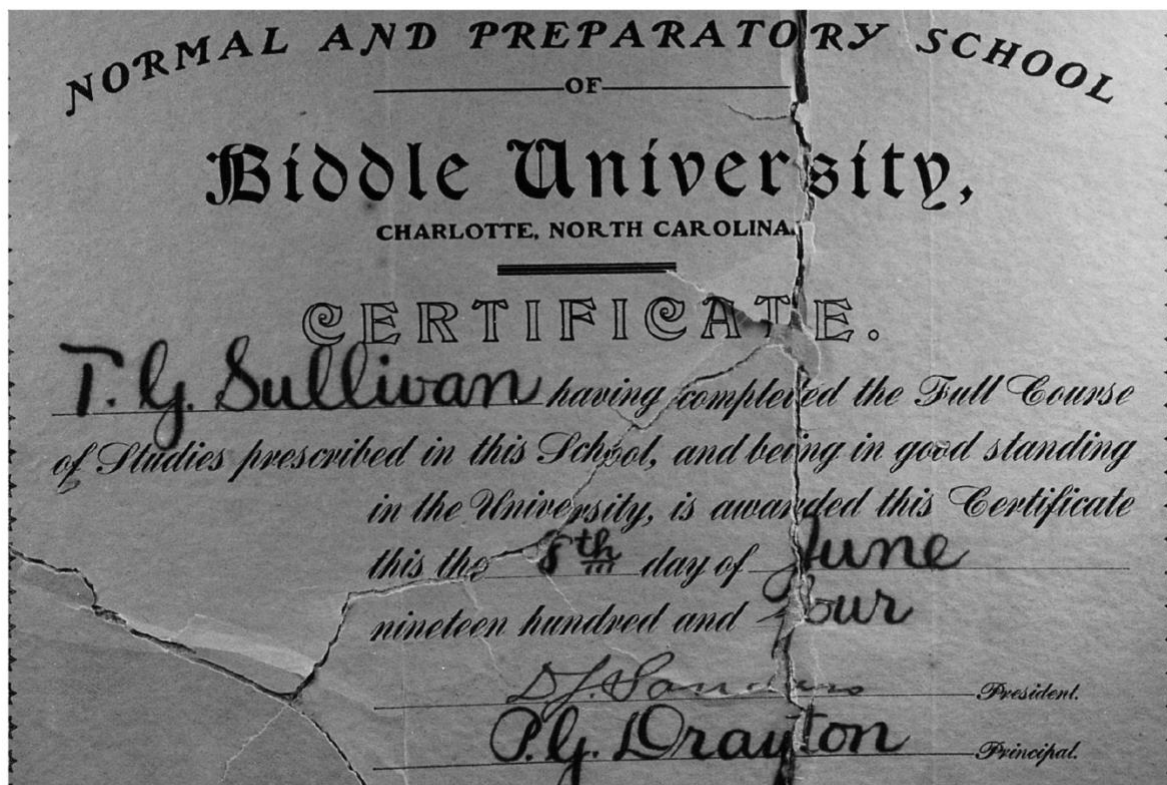 NORMAL AND PREPARATORY SCHOOL
OF
Biddle University,
CHARLOTTE, NORTH CAROLINA.
CERTIFICATE.
T. G. Sullivan having completed the Full Course
of Studies prescribed in this School, and being in good standing
in the University, is awarded this Certificate
this the 8th day of June
nineteen hundred and four
D. J. Sanders President.
P. G. Drayton Principal.